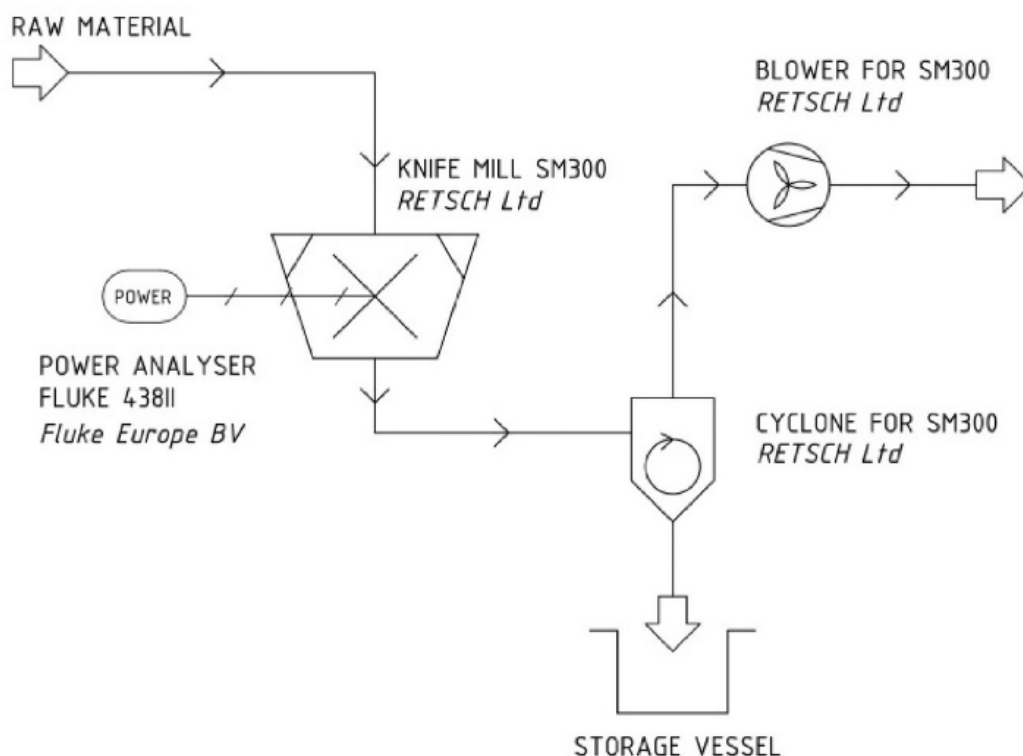 RAW MATERIAL
BLOWER FOR SM300
RETSCH Ltd
KNIFE MILL SM300
RETSCH Ltd
POWER
POWER ANALYSER
FLUKE 438II
Fluke Europe BV
CYCLONE FOR SM300
RETSCH Ltd
STORAGE VESSEL